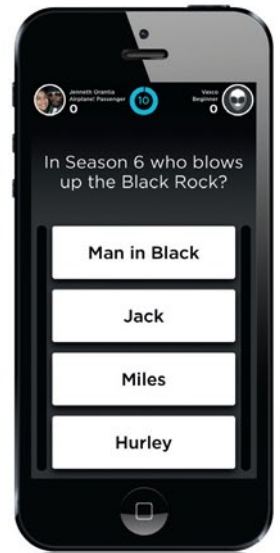 Jenneth Orantia
Airplane! Passenger
0
10
Vasco
Beginner
0
In Season 6 who blows
up the Black Rock?
Man in Black
Jack
Miles
Hurley